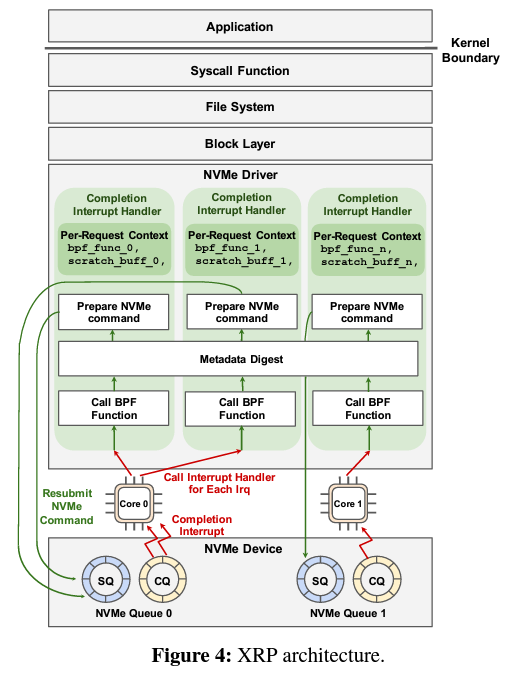 Application
Kernel
Boundary
Syscall Function
File System
Block Layer
NVMe Driver
Completion
Interrupt Handler
Per-Request Context
bpf_func_0,
scratch_buff_0,
Completion
Interrupt Handler
Per-Request Context
bpf_func_1,
scratch_buff_1,
Completion
Interrupt Handler
Per-Request Context
bpf_func_n,
scratch_buff_n,
Prepare NVMe
command
Prepare NVMe
command
Prepare NVMe
command
Metadata Digest
Call BPF
Function
Call BPF
Function
Call BPF
Function
Call Interrupt Handler
for Each Irq
Resubmit
NVMe
Command
Core 0
Core 1
Completion
Interrupt
NVMe Device
SQ
CQ
SQ
CQ
NVMe Queue 0
NVMe Queue 1
Figure 4: XRP architecture.